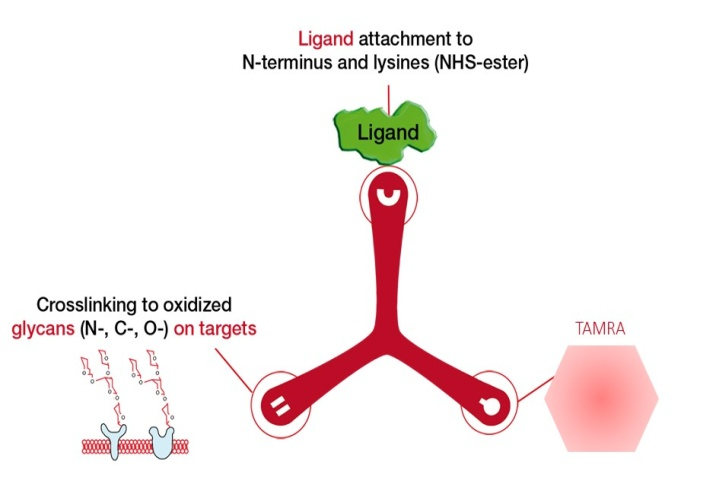 Ligand attachment to
N-terminus and lysines (NHS-ester)
Ligand
Crosslinking to oxidized
glycans (N-, C-, O-) on targets
TAMRA